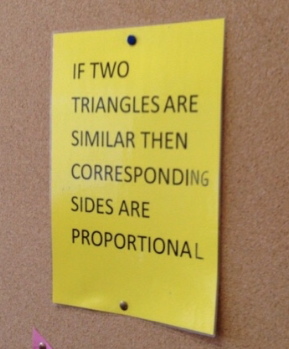 IF TWO
TRIANGLES ARE
SIMILAR THEN
CORRESPONDING
SIDES ARE
PROPORTIONAL